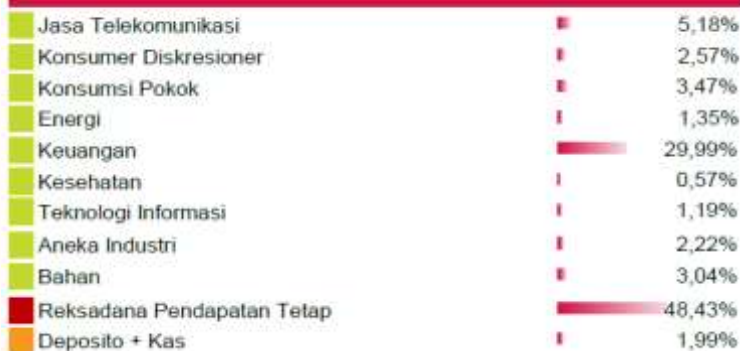 Jasa Telekomunikasi 5,18%
Konsumer Diskresioner 2,57%
Konsumsi Pokok 3,47%
Energi 1,35%
Keuangan 29,99%
Kesehatan 0,57%
Teknologi Informasi 1,19%
Aneka Industri 2,22%
Bahan 3,04%
Reksadana Pendapatan Tetap 48,43%
Deposito + Kas 1,99%